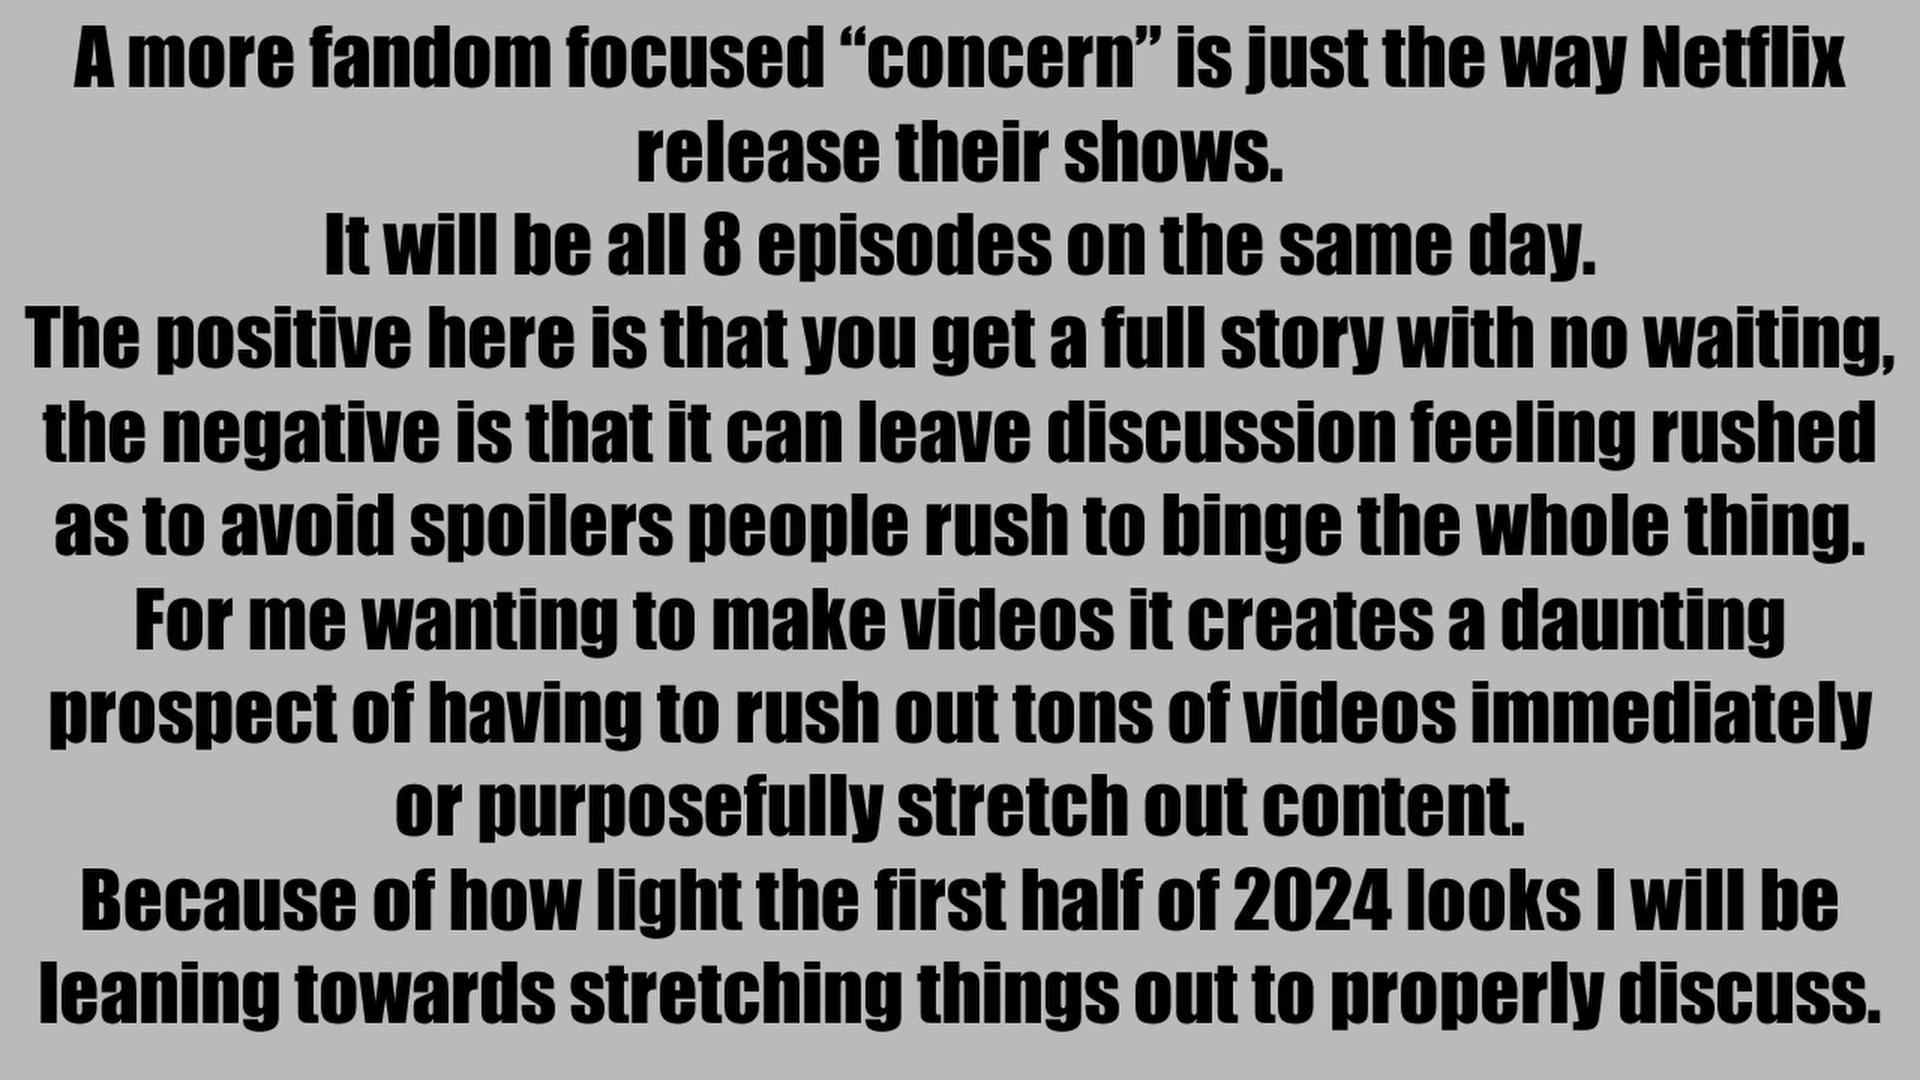 A more fandom focused “concern” is just the way Netflix
release their shows.
It will be all 8 episodes on the same day.
The positive here is that you get a full story with no waiting,
the negative is that it can leave discussion feeling rushed
as to avoid spoilers people rush to binge the whole thing.
For me wanting to make videos it creates a daunting
prospect of having to rush out tons of videos immediately
or purposefully stretch out content.
Because of how light the first half of 2024 looks I will be
leaning towards stretching things out to properly discuss.